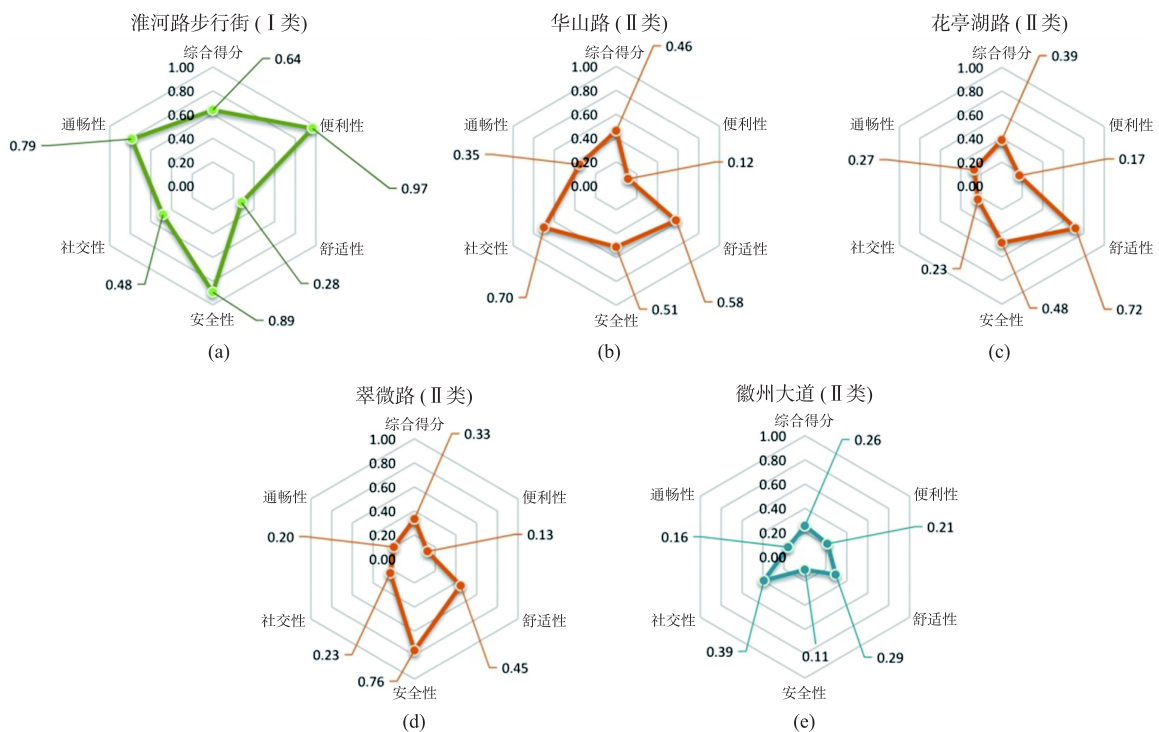 淮河路步行街 (Ⅰ类)
综合得分
1.00
0.80
0.60
0.40
0.20
0.00
0.64
便利性
0.97
舒适性
0.28
安全性
0.89
社交性
0.48
通畅性
0.79
(a)
华山路 (Ⅱ类)
综合得分
1.00
0.80
0.60
0.40
0.20
0.00
0.46
便利性
0.12
舒适性
0.58
安全性
0.51
社交性
0.70
通畅性
0.35
(b)
花亭湖路 (Ⅱ类)
综合得分
1.00
0.80
0.60
0.40
0.20
0.00
0.39
便利性
0.17
舒适性
0.72
安全性
0.48
社交性
0.23
通畅性
0.27
(c)
翠微路 (Ⅱ类)
综合得分
1.00
0.80
0.60
0.40
0.20
0.00
0.33
便利性
0.13
舒适性
0.45
安全性
0.76
社交性
0.23
通畅性
0.20
(d)
徽州大道 (Ⅱ类)
综合得分
1.00
0.80
0.60
0.40
0.20
0.00
0.26
便利性
0.21
舒适性
0.29
0.11
社交性
0.39
通畅性
0.16
(e)